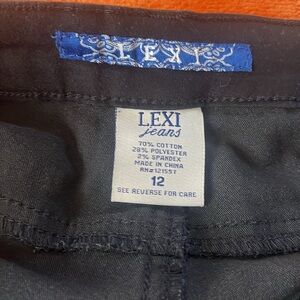 LEXI
LEXI
jeans
70% COTTON
28% POLYESTER
2% SPANDEX
MADE IN CHINA
RN#121557
12
SEE REVERSE FOR CARE